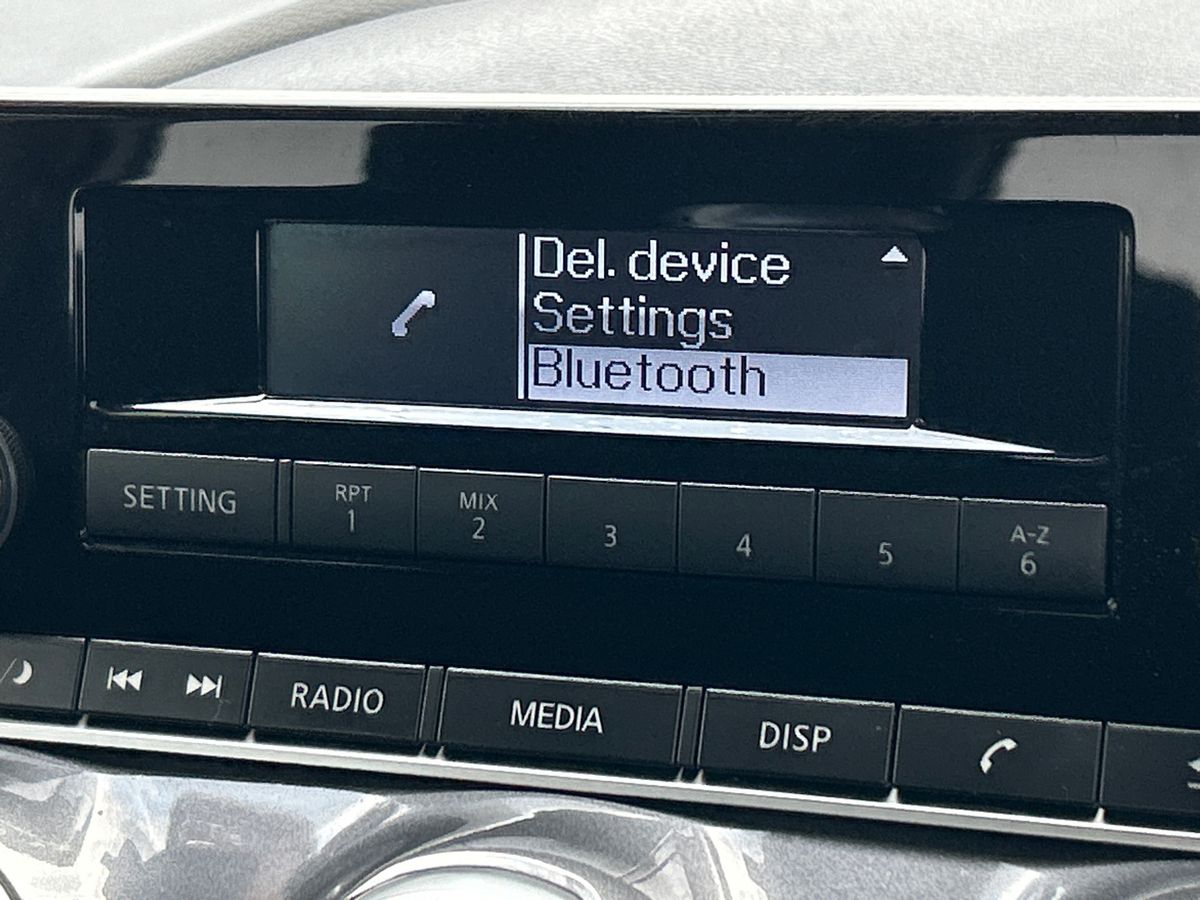 Del. device
Settings
Bluetooth
SETTING
RPT
1
MIX
2
3
4
5
A-Z
6
RADIO
MEDIA
DISP